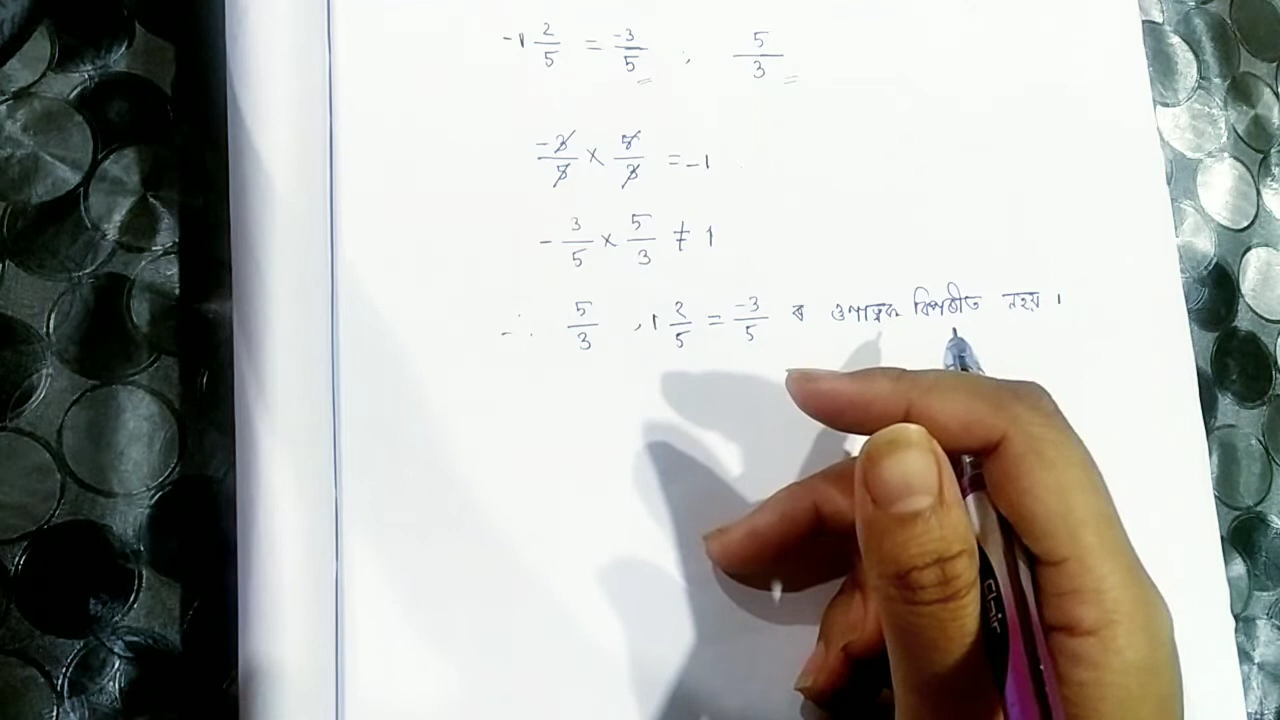 -1 2/5 = -3/5 , 5/3
-3/5 × 5/3 = -1
- 3/5 × 5/3 ≠ 1
∴ 5/3 , 1 2/5 = -3/5 ৰ গুণাত্মক বিপৰীত নহয় ।
Clair